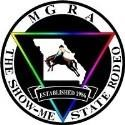 MGRA
THE SHOW-ME STATE RODEO
ESTABLISHED 1986